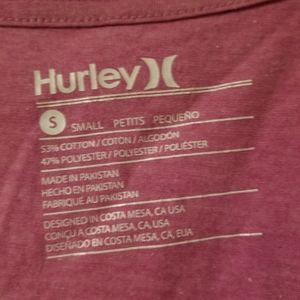 Hurley)(
S SMALL PETITS PEQUEÑO
53% COTTON / COTON / ALGODÓN
47% POLYESTER / POLYESTER / POLIÉSTER
MADE IN PAKISTAN
HECHO EN PAKISTAN
FABRIQUÉ AU PAKISTAN
DESIGNED IN COSTA MESA, CA USA
CONÇU A COSTA MESA, CA, USA
DISEÑADO EN COSTA MESA, CA, EUA